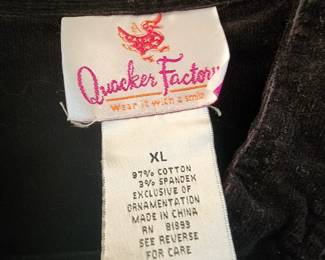 Quacker Factory
Wear it with a smile
XL
97% COTTON
3% SPANDEX
EXCLUSIVE OF
ORNAMENTATION
MADE IN CHINA
RN 81893
SEE REVERSE
FOR CARE